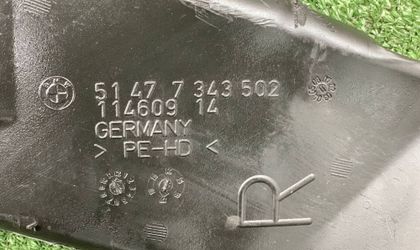 51 47 7 343 502
114609 14
GERMANY
> PE-HD <
R